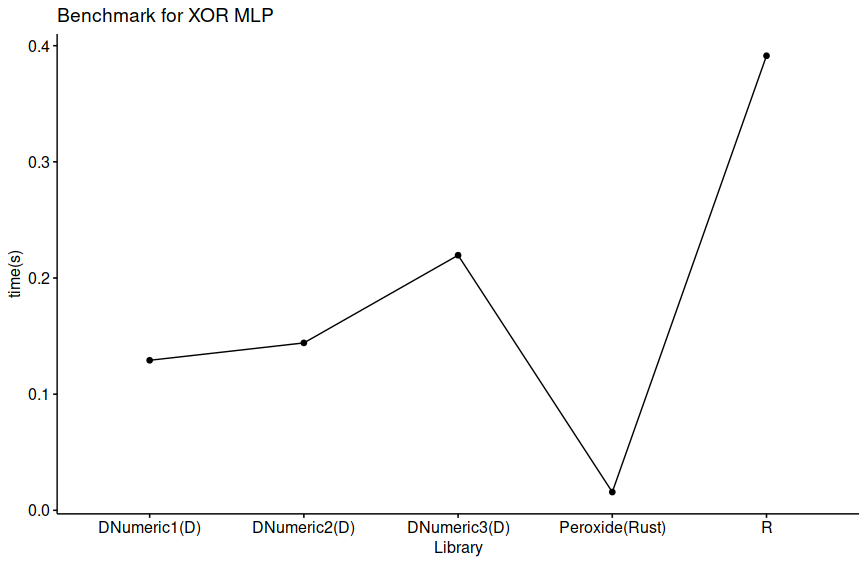 Benchmark for XOR MLP
0.4
0.3
0.2
0.1
0.0
time(s)
DNumeric1(D) DNumeric2(D) DNumeric3(D) Peroxide(Rust) R
Library